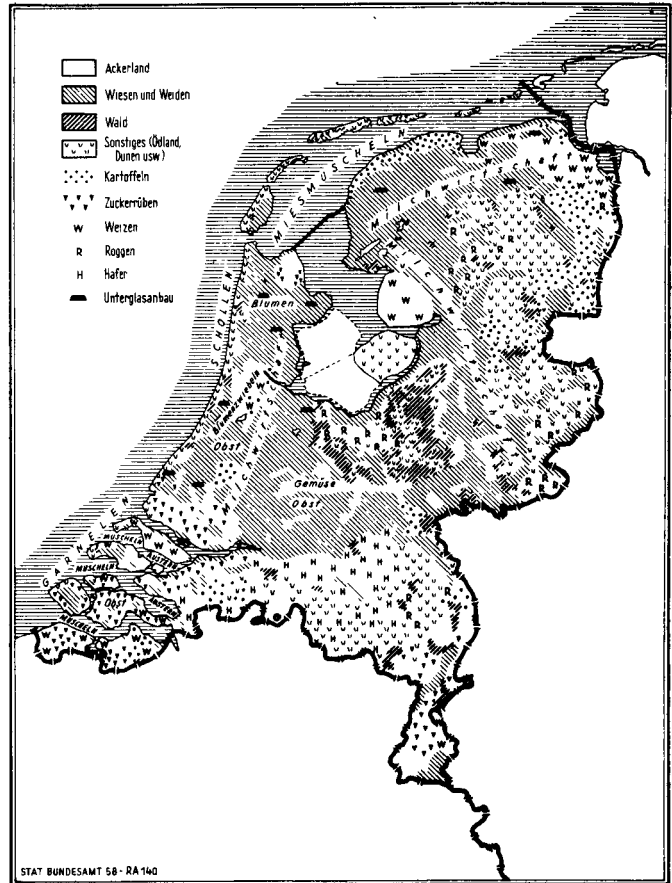 Ackerland
Wiesen und Weiden
Wald
Sonstiges (Ödland,
Dünen usw)
Kartoffeln
Zuckerrüben
W Weizen
R Roggen
H Hafer
Unterglasanbau
MIESMUSCHELN
Milchwirtschaft
SCHOLLEN
Blumen
Milchwirtschaft
Obst
Gemüse
Obst
GARNELEN
MUSCHELN
AUSTERN
MUSCHELN
Obst
AUSTERN
MUSCHELN
STAT BUNDESAMT 58 - RA 140